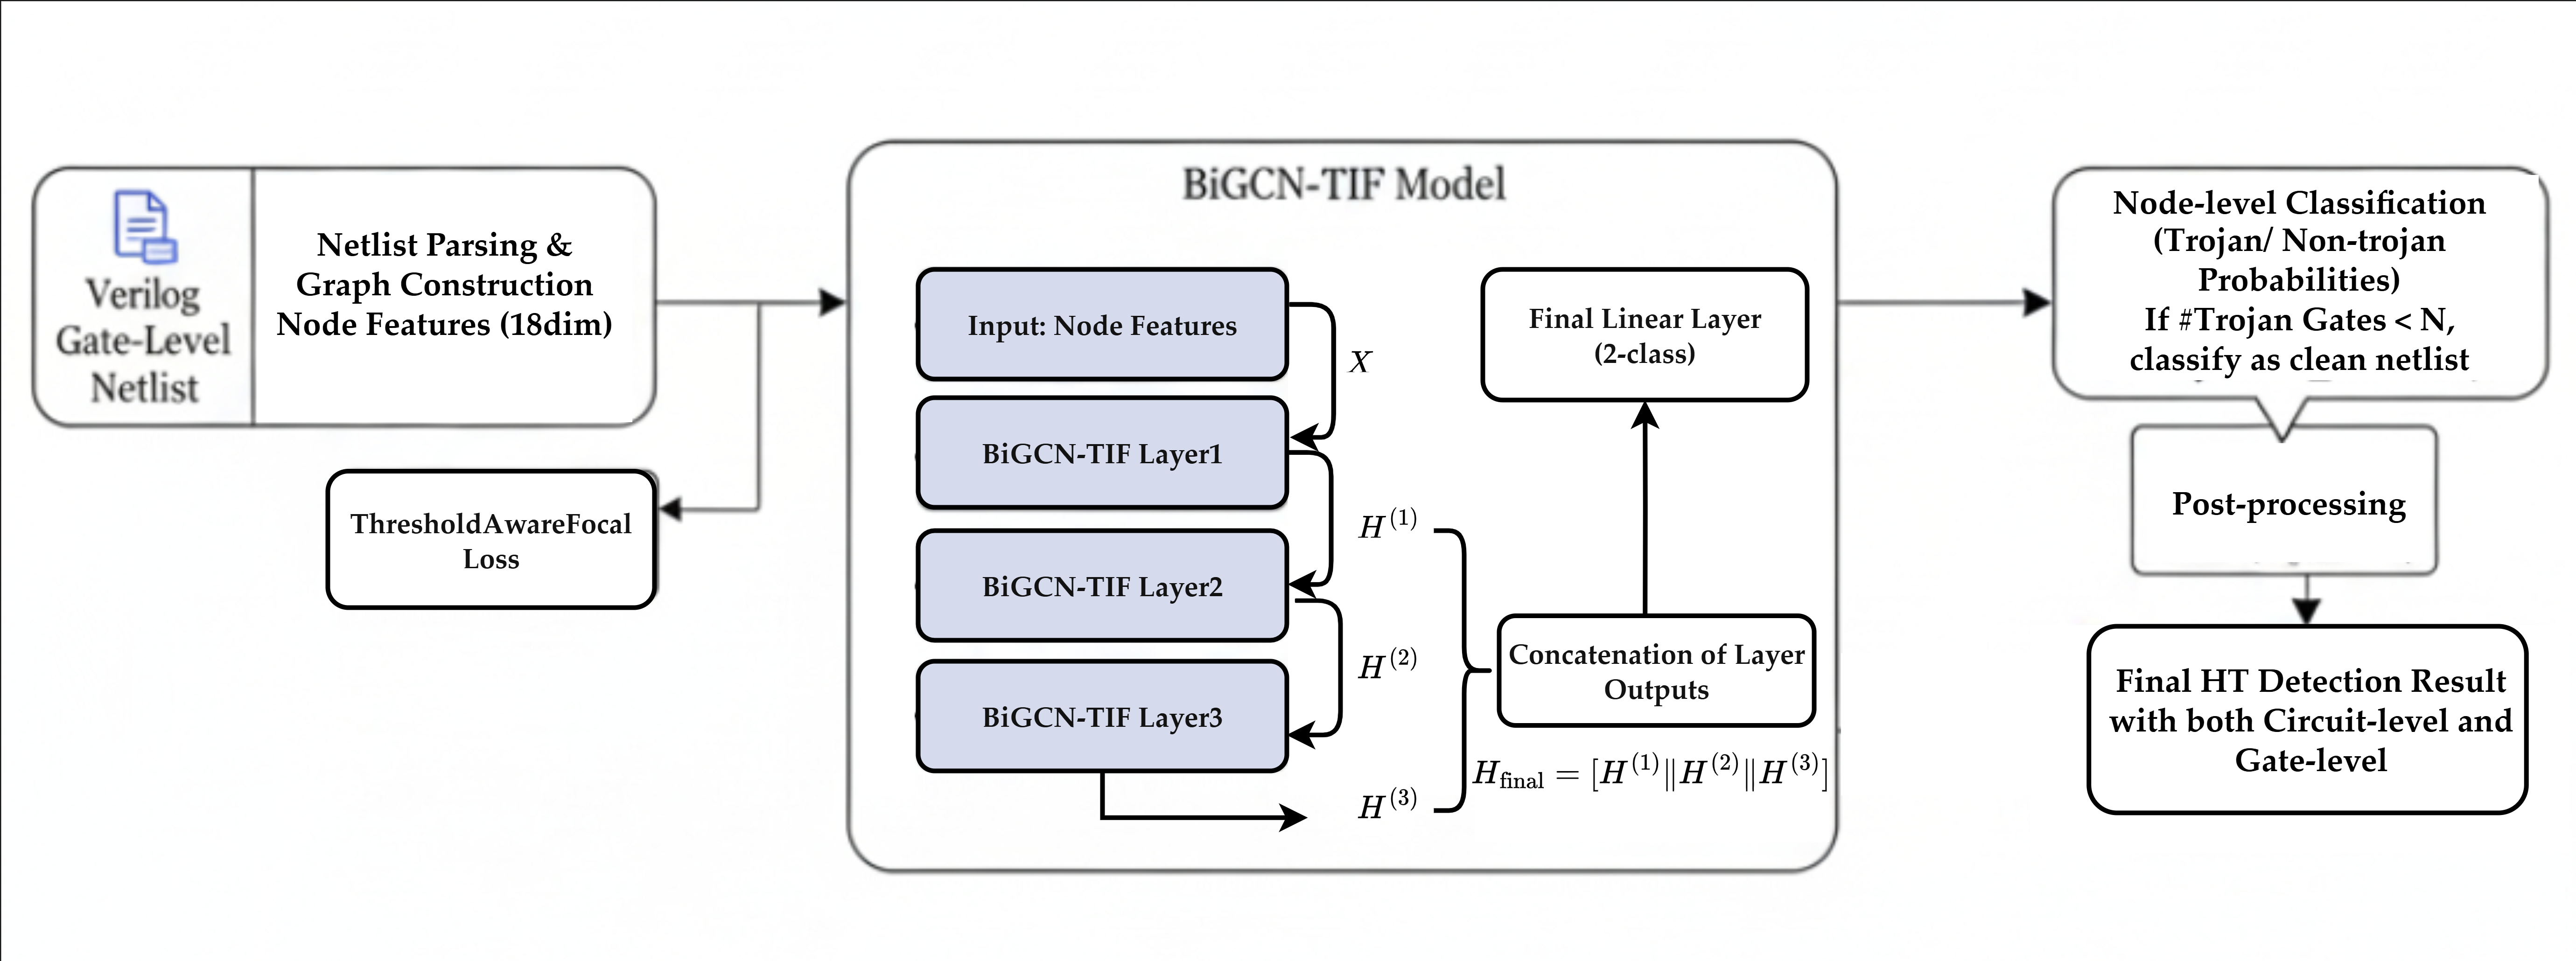 Verilog
Gate-Level
Netlist
Netlist Parsing &
Graph Construction
Node Features (18dim)
ThresholdAwareFocal
Loss
BiGCN-TIF Model
Input: Node Features
X
BiGCN-TIF Layer1
H⁽¹⁾
BiGCN-TIF Layer2
H⁽²⁾
BiGCN-TIF Layer3
H⁽³⁾
Final Linear Layer
(2-class)
Concatenation of Layer
Outputs
H_final = [H⁽¹⁾||H⁽²⁾||H⁽³⁾]
Node-level Classification
(Trojan/ Non-trojan
Probabilities)
If #Trojan Gates < N,
classify as clean netlist
Post-processing
Final HT Detection Result
with both Circuit-level and
Gate-level